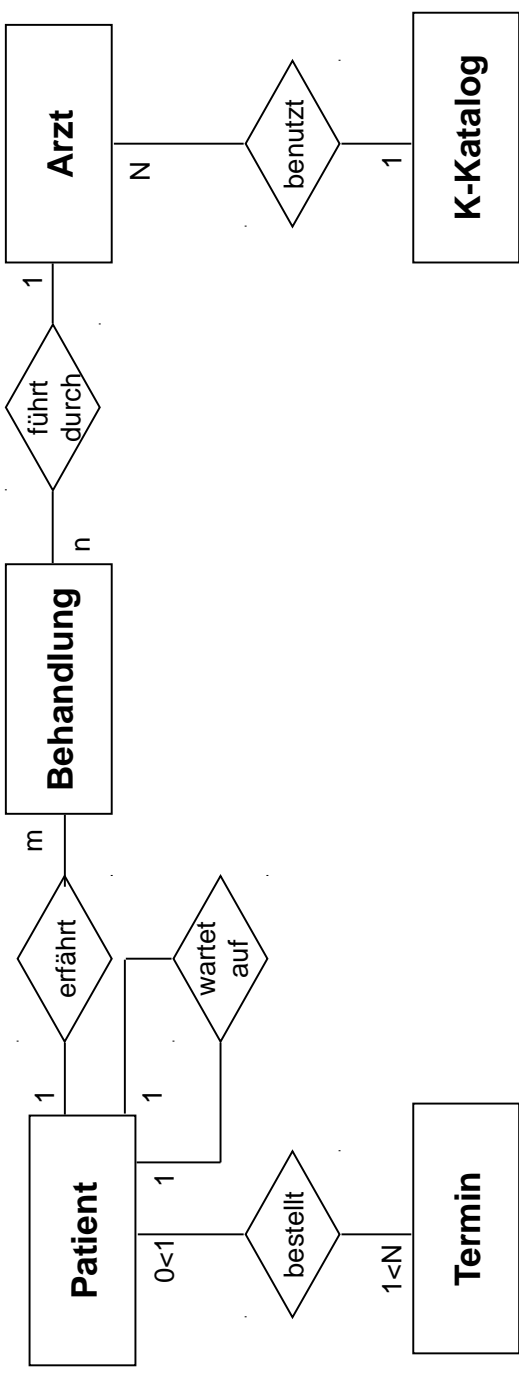 Patient
1
erfährt
m
Behandlung
n
führt
durch
1
Arzt
1
1
wartet
auf
0<1
bestellt
1<N
Termin
N
benutzt
1
K-Katalog